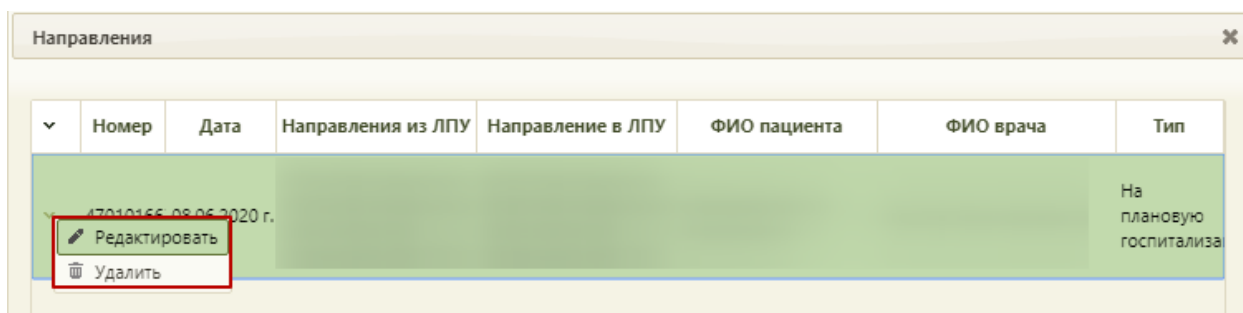 Направления
Номер Дата Направления из ЛПУ Направление в ЛПУ ФИО пациента ФИО врача Тип
47010166 08.06.2020 г.
На
плановую
госпитализа
Редактировать
Удалить